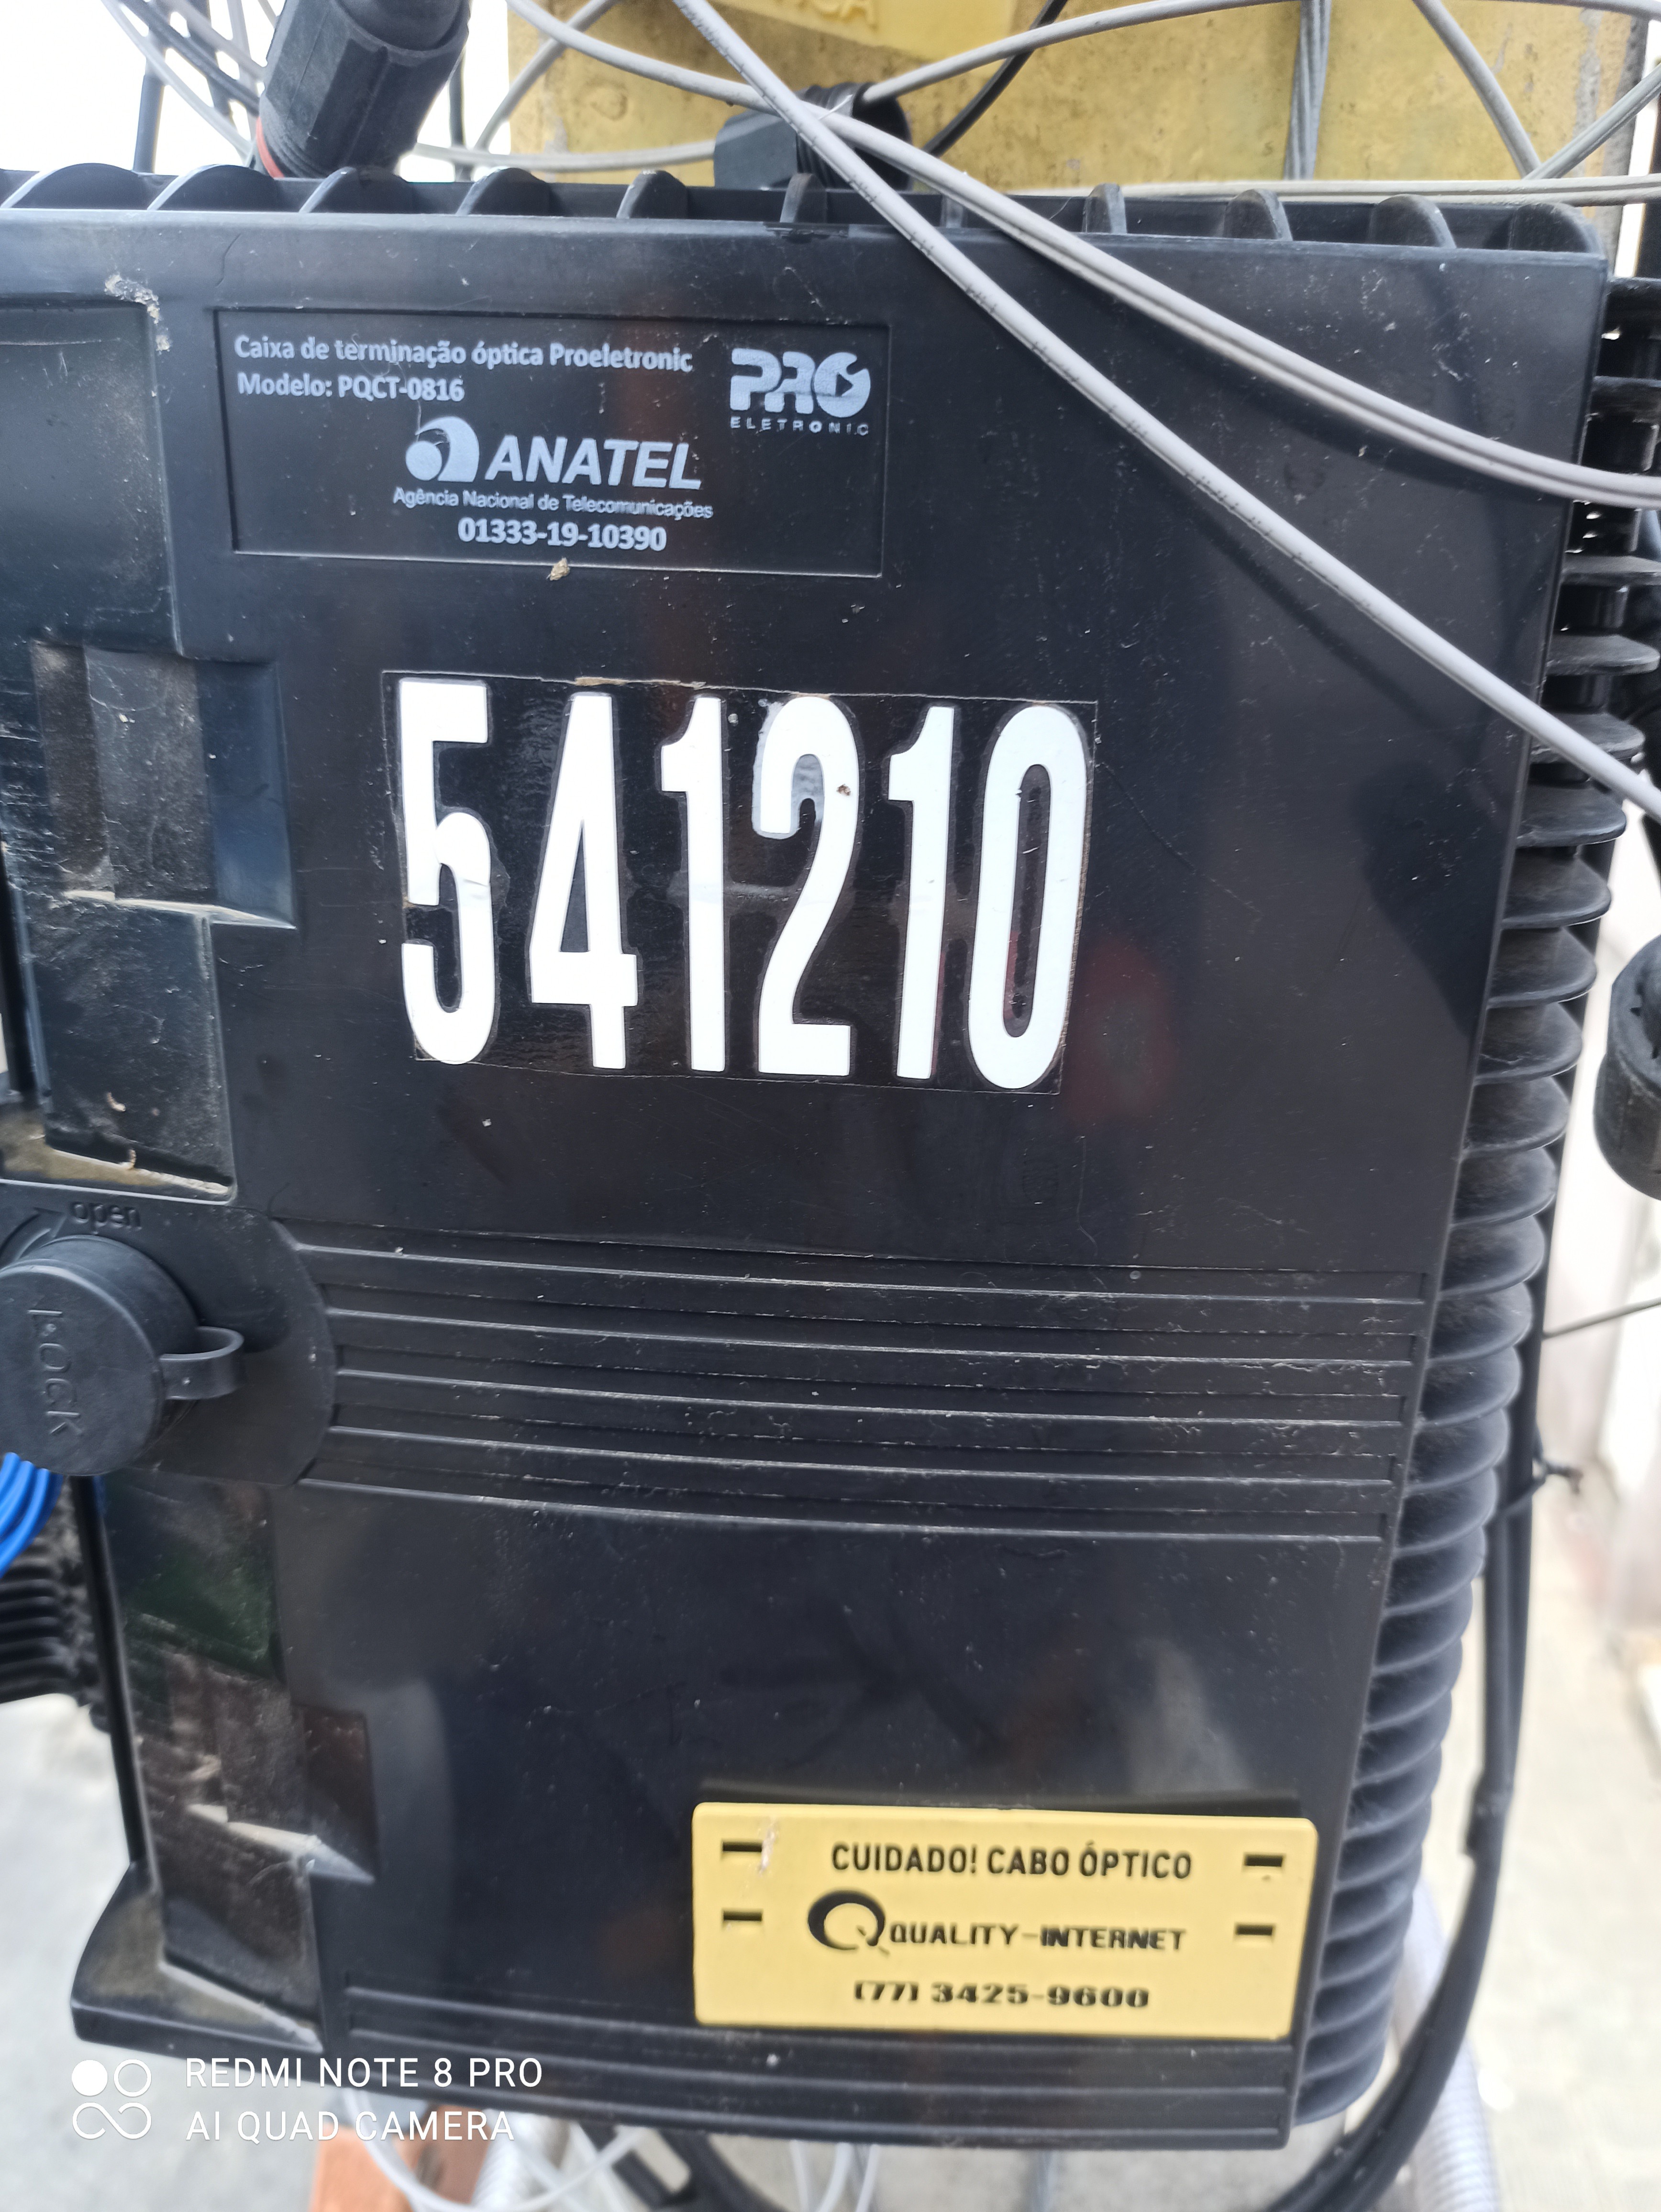 Caixa de terminação óptica Proeletronic
Modelo: PQCT-0816
PRO
ELETRONIC
ANATEL
Agência Nacional de Telecomunicações
01333-19-10390
541210
open
Lock
CUIDADO! CABO ÓPTICO
QUALITY-INTERNET
(77) 3425-9600
REDMI NOTE 8 PRO
AI QUAD CAMERA